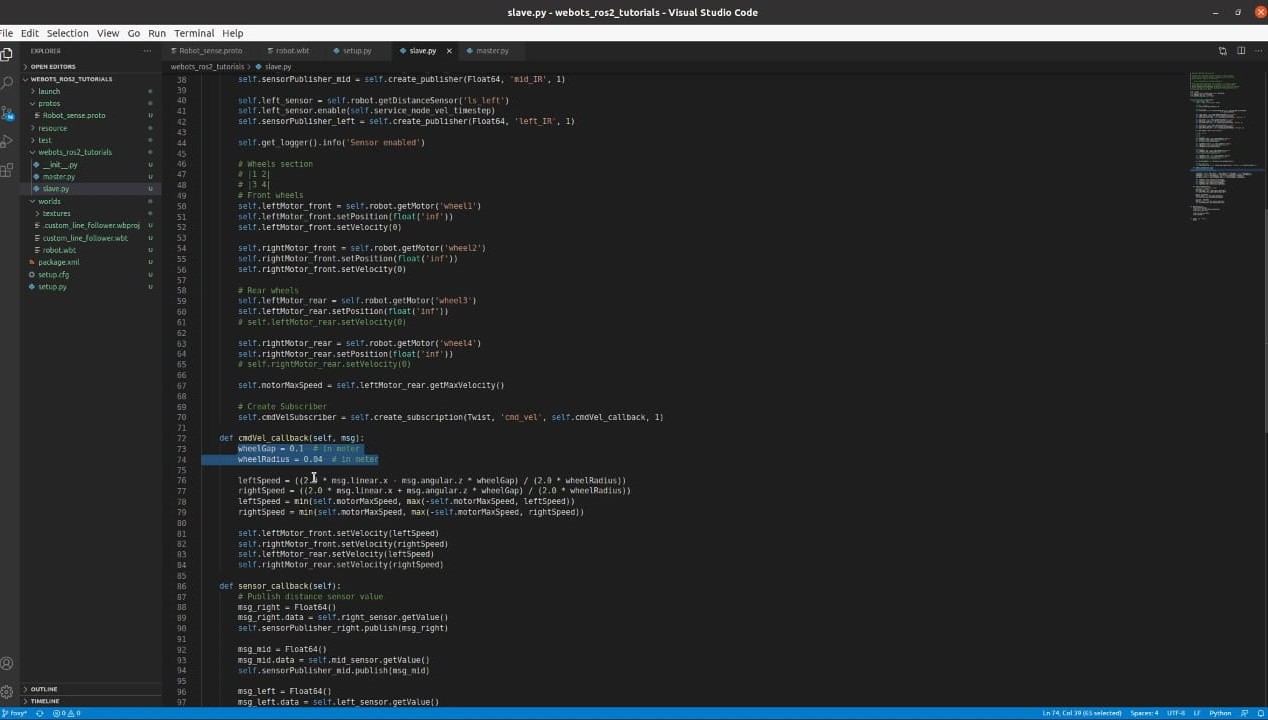 slave.py - webots_ros2_tutorials - Visual Studio Code
File Edit Selection View Go Run Terminal Help
EXPLORER ···
Robot_sense.proto robot.wbt setup.py slave.py × master.py
OPEN EDITORS
webots_ros2_tutorials > slave.py
WEBOTS_ROS2_TUTORIALS
launch
protos
Robot_sense.proto U
resource
test
webots_ros2_tutorials
__init__.py U
master.py U
slave.py U
worlds
textures
.custom_line_follower.wbproj U
custom_line_follower.wbt U
robot.wbt U
package.xml U
setup.cfg U
setup.py U
OUTLINE
TIMELINE
38 self.sensorPublisher_mid = self.create_publisher(Float64, 'mid_IR', 1)
39
40 self.left_sensor = self.robot.getDistanceSensor('ls_left')
41 self.left_sensor.enable(self.service_node_vel_timestep)
42 self.sensorPublisher_left = self.create_publisher(Float64, 'left_IR', 1)
43
44 self.get_logger().info('Sensor enabled')
45
46 # Wheels section
47 # |1 2|
48 # |3 4|
49 # Front wheels
50 self.leftMotor_front = self.robot.getMotor('wheel1')
51 self.leftMotor_front.setPosition(float('inf'))
52 self.leftMotor_front.setVelocity(0)
53
54 self.rightMotor_front = self.robot.getMotor('wheel2')
55 self.rightMotor_front.setPosition(float('inf'))
56 self.rightMotor_front.setVelocity(0)
57
58 # Rear wheels
59 self.leftMotor_rear = self.robot.getMotor('wheel3')
60 self.leftMotor_rear.setPosition(float('inf'))
61 # self.leftMotor_rear.setVelocity(0)
62
63 self.rightMotor_rear = self.robot.getMotor('wheel4')
64 self.rightMotor_rear.setPosition(float('inf'))
65 # self.rightMotor_rear.setVelocity(0)
66
67 self.motorMaxSpeed = self.leftMotor_rear.getMaxVelocity()
68
69 # Create Subscriber
70 self.cmdVelSubscriber = self.create_subscription(Twist, 'cmd_vel', self.cmdVel_callback, 1)
71
72 def cmdVel_callback(self, msg):
73 wheelGap = 0.1 # in meter
74 wheelRadius = 0.04 # in meter
75
76 leftSpeed = ((2.0 * msg.linear.x - msg.angular.z * wheelGap) / (2.0 * wheelRadius))
77 rightSpeed = ((2.0 * msg.linear.x + msg.angular.z * wheelGap) / (2.0 * wheelRadius))
78 leftSpeed = min(self.motorMaxSpeed, max(-self.motorMaxSpeed, leftSpeed))
79 rightSpeed = min(self.motorMaxSpeed, max(-self.motorMaxSpeed, rightSpeed))
80
81 self.leftMotor_front.setVelocity(leftSpeed)
82 self.rightMotor_front.setVelocity(rightSpeed)
83 self.leftMotor_rear.setVelocity(leftSpeed)
84 self.rightMotor_rear.setVelocity(rightSpeed)
85
86 def sensor_callback(self):
87 # Publish distance sensor value
88 msg_right = Float64()
89 msg_right.data = self.right_sensor.getValue()
90 self.sensorPublisher_right.publish(msg_right)
91
92 msg_mid = Float64()
93 msg_mid.data = self.mid_sensor.getValue()
94 self.sensorPublisher_mid.publish(msg_mid)
95
96 msg_left = Float64()
97 msg_left.data = self.left_sensor.getValue()
foxy* 0 0 Ln 74, Col 39 (65 selected) Spaces: 4 UTF-8 LF Python